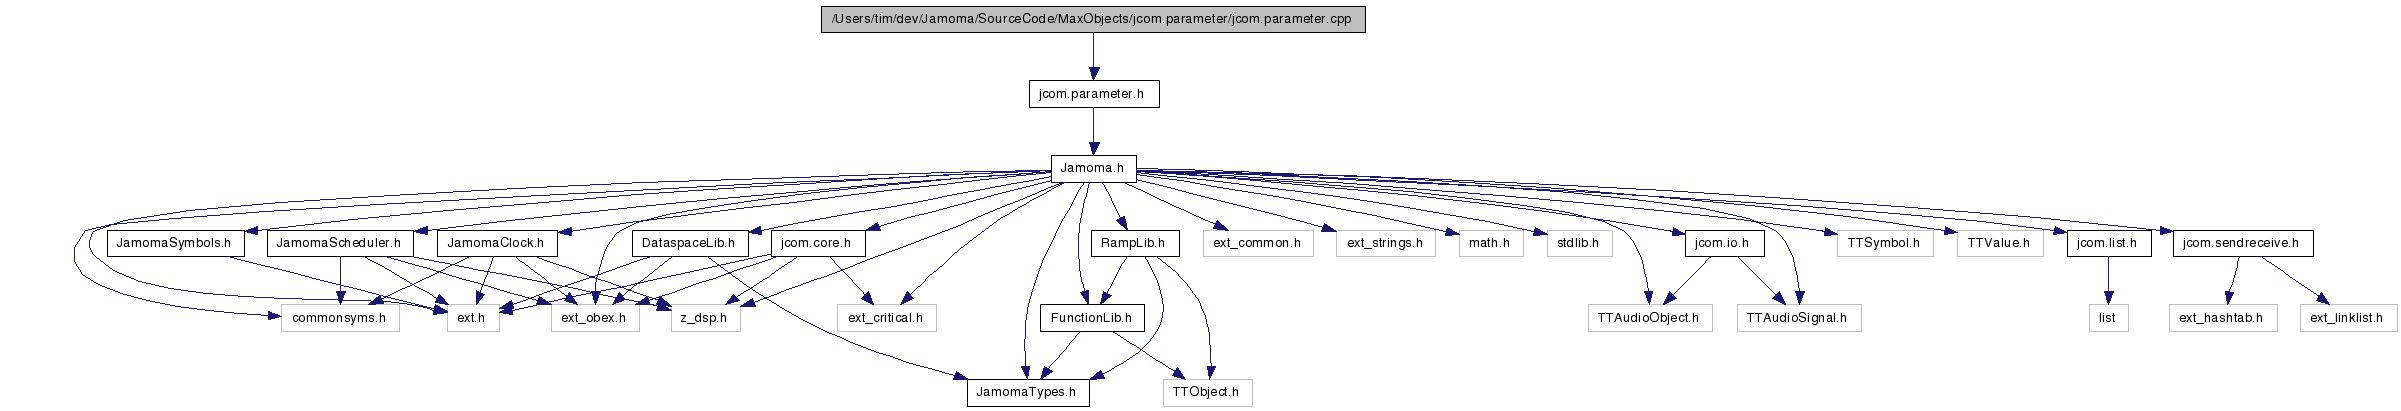 /Users/tim/dev/Jamoma/SourceCode/MaxObjects/jcom.parameter/jcom.parameter.cpp
jcom.parameter.h
Jamoma.h
JamomaSymbols.h
JamomaScheduler.h
JamomaClock.h
DataspaceLib.h
jcom.core.h
RampLib.h
ext_common.h
ext_strings.h
math.h
stdlib.h
jcom.io.h
TTSymbol.h
TTValue.h
jcom.list.h
jcom.sendreceive.h
commonsyms.h
ext.h
ext_obex.h
z_dsp.h
ext_critical.h
FunctionLib.h
TTAudioObject.h
TTAudioSignal.h
list
ext_hashtab.h
ext_linklist.h
JamomaTypes.h
TTObject.h